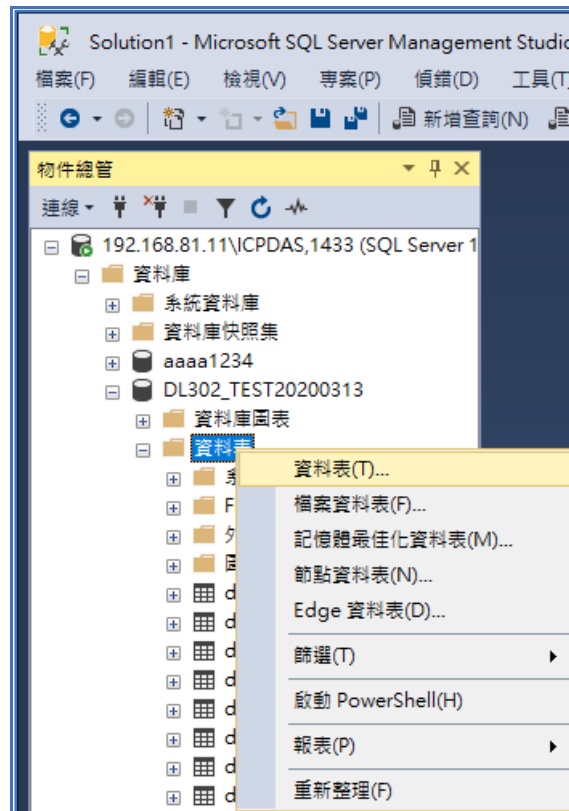 Solution1 - Microsoft SQL Server Management Studio
檔案(F) 編輯(E) 檢視(V) 專案(P) 偵錯(D) 工具(T)
新增查詢(N)
物件總管
連線
192.168.81.11\ICPDAS,1433 (SQL Server 1
資料庫
系統資料庫
資料庫快照集
aaaa1234
DL302_TEST20200313
資料庫圖表
資料表
資料表(T)...
檔案資料表(F)...
記憶體最佳化資料表(M)...
節點資料表(N)...
Edge 資料表(D)...
篩選(T)
啟動 PowerShell(H)
報表(P)
重新整理(F)